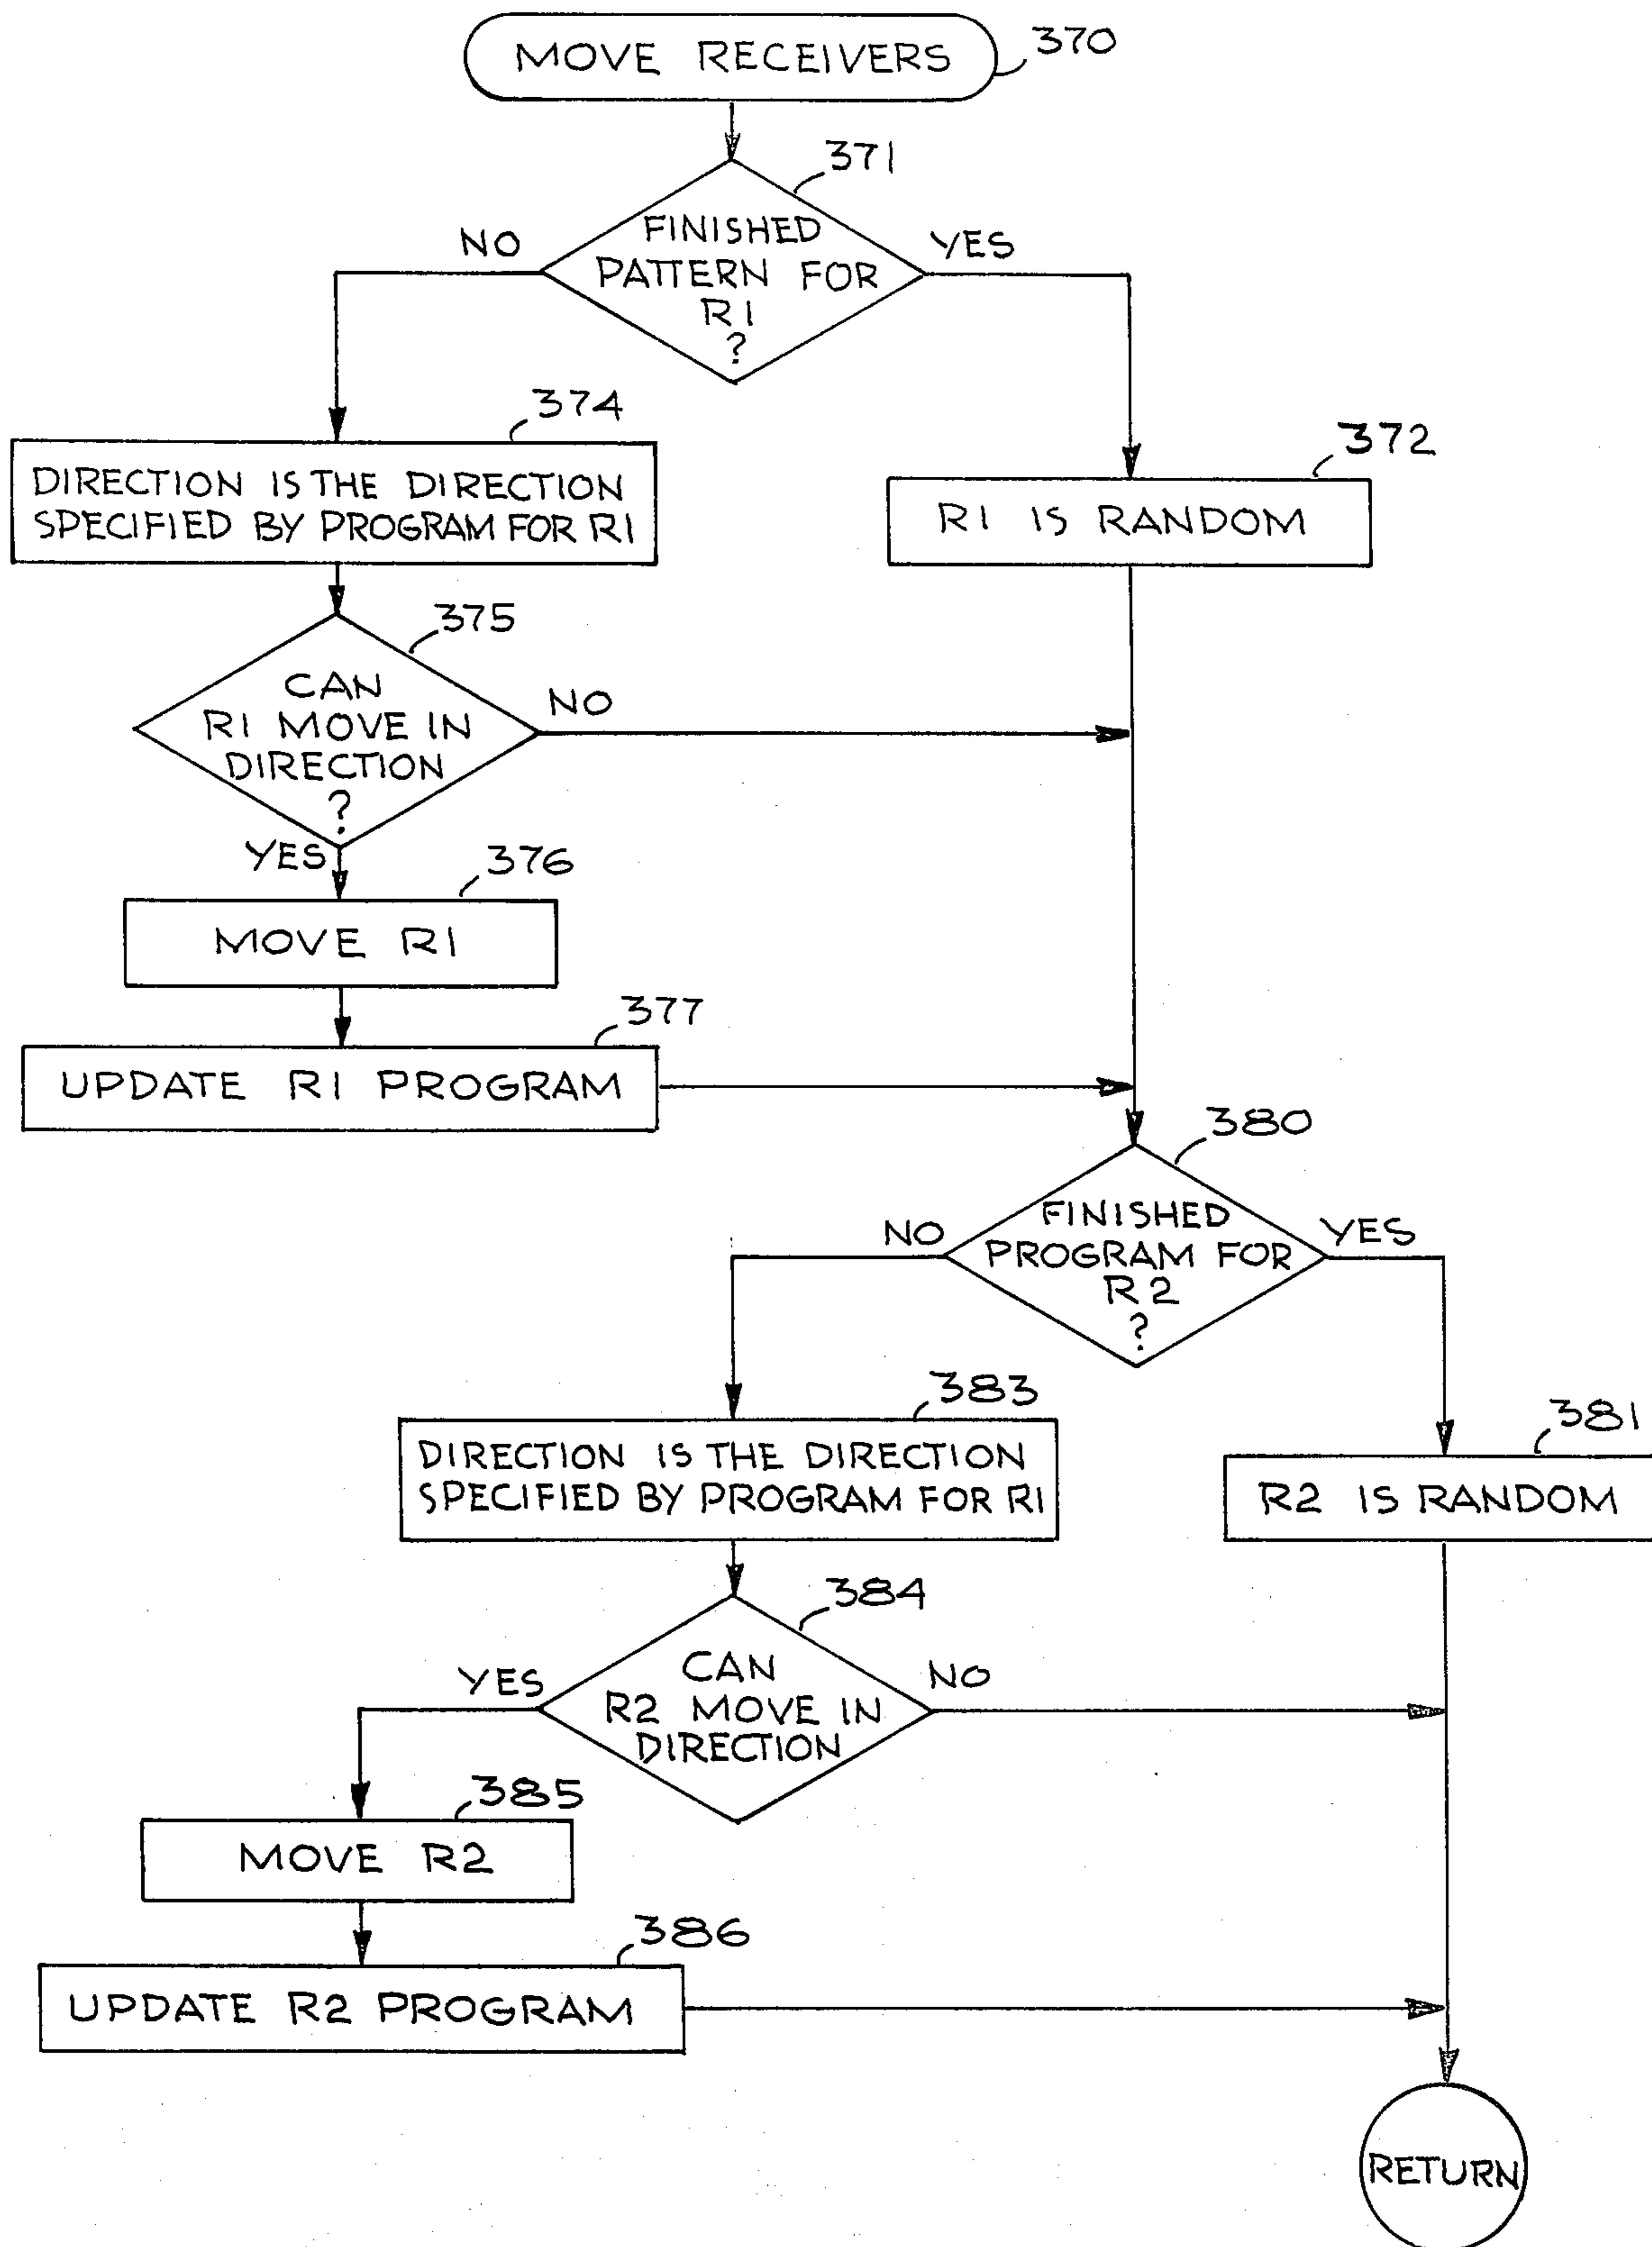 MOVE RECEIVERS
370
371
FINISHED
PATTERN FOR
R1
?
NO
YES
374
DIRECTION IS THE DIRECTION
SPECIFIED BY PROGRAM FOR R1
372
R1 IS RANDOM
375
CAN
R1 MOVE IN
DIRECTION
?
NO
YES
376
MOVE R1
377
UPDATE R1 PROGRAM
380
FINISHED
PROGRAM FOR
R2
?
NO
YES
383
DIRECTION IS THE DIRECTION
SPECIFIED BY PROGRAM FOR R1
381
R2 IS RANDOM
384
CAN
R2 MOVE IN
DIRECTION
YES
NO
385
MOVE R2
386
UPDATE R2 PROGRAM
RETURN